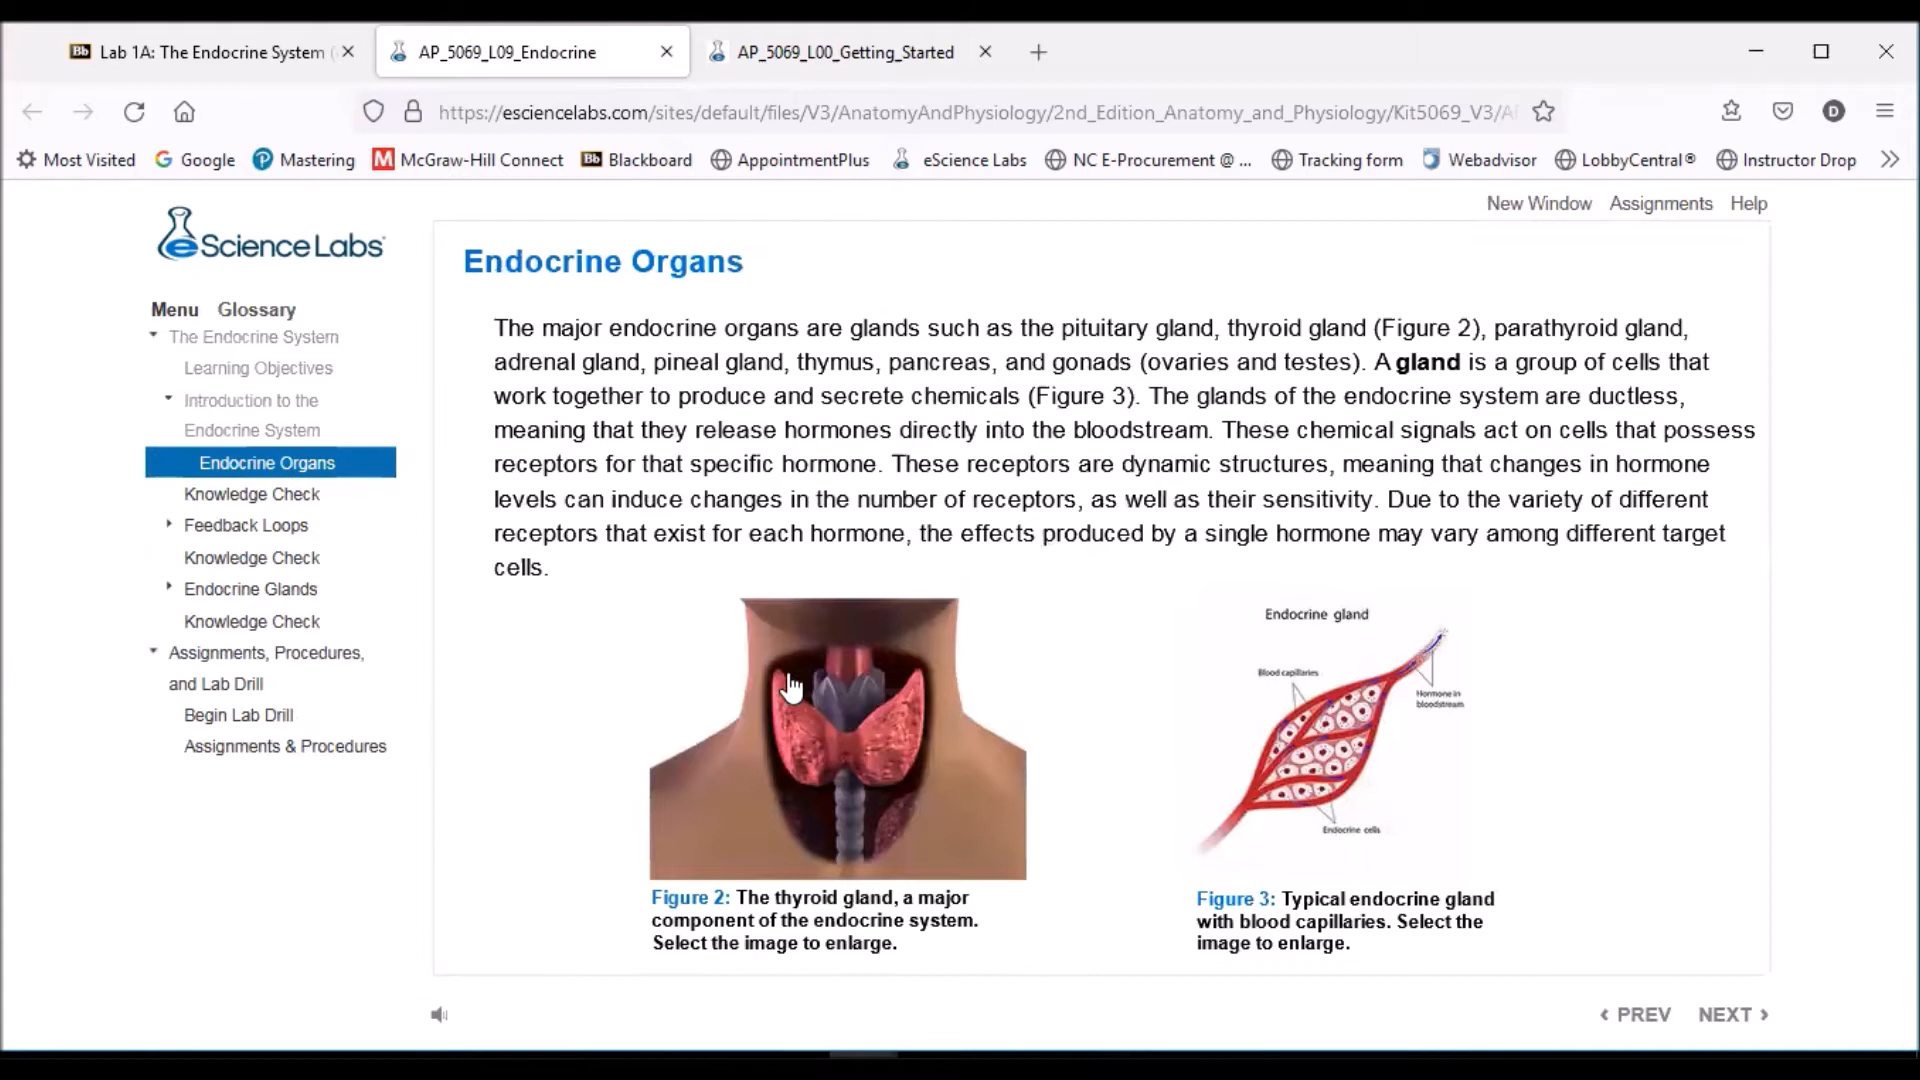 Bb Lab 1A: The Endocrine System (
AP_5069_L09_Endocrine
AP_5069_L00_Getting_Started
https://esciencelabs.com/sites/default/files/V3/AnatomyAndPhysiology/2nd_Edition_Anatomy_and_Physiology/Kit5069_V3/A
D
Most Visited
Google
Mastering
McGraw-Hill Connect
Bb Blackboard
AppointmentPlus
eScience Labs
NC E-Procurement @ ...
Tracking form
Webadvisor
LobbyCentral®
Instructor Drop
New Window Assignments Help
eScience Labs
Menu Glossary
The Endocrine System
Learning Objectives
Introduction to the
Endocrine System
Endocrine Organs
Knowledge Check
Feedback Loops
Knowledge Check
Endocrine Glands
Knowledge Check
Assignments, Procedures,
and Lab Drill
Begin Lab Drill
Assignments & Procedures
Endocrine Organs
The major endocrine organs are glands such as the pituitary gland, thyroid gland (Figure 2), parathyroid gland,
adrenal gland, pineal gland, thymus, pancreas, and gonads (ovaries and testes). A gland is a group of cells that
work together to produce and secrete chemicals (Figure 3). The glands of the endocrine system are ductless,
meaning that they release hormones directly into the bloodstream. These chemical signals act on cells that possess
receptors for that specific hormone. These receptors are dynamic structures, meaning that changes in hormone
levels can induce changes in the number of receptors, as well as their sensitivity. Due to the variety of different
receptors that exist for each hormone, the effects produced by a single hormone may vary among different target
cells.
Endocrine gland
Blood capillaries
Hormone in
bloodstream
Endocrine cells
Figure 2: The thyroid gland, a major
component of the endocrine system.
Select the image to enlarge.
Figure 3: Typical endocrine gland
with blood capillaries. Select the
image to enlarge.
PREV NEXT